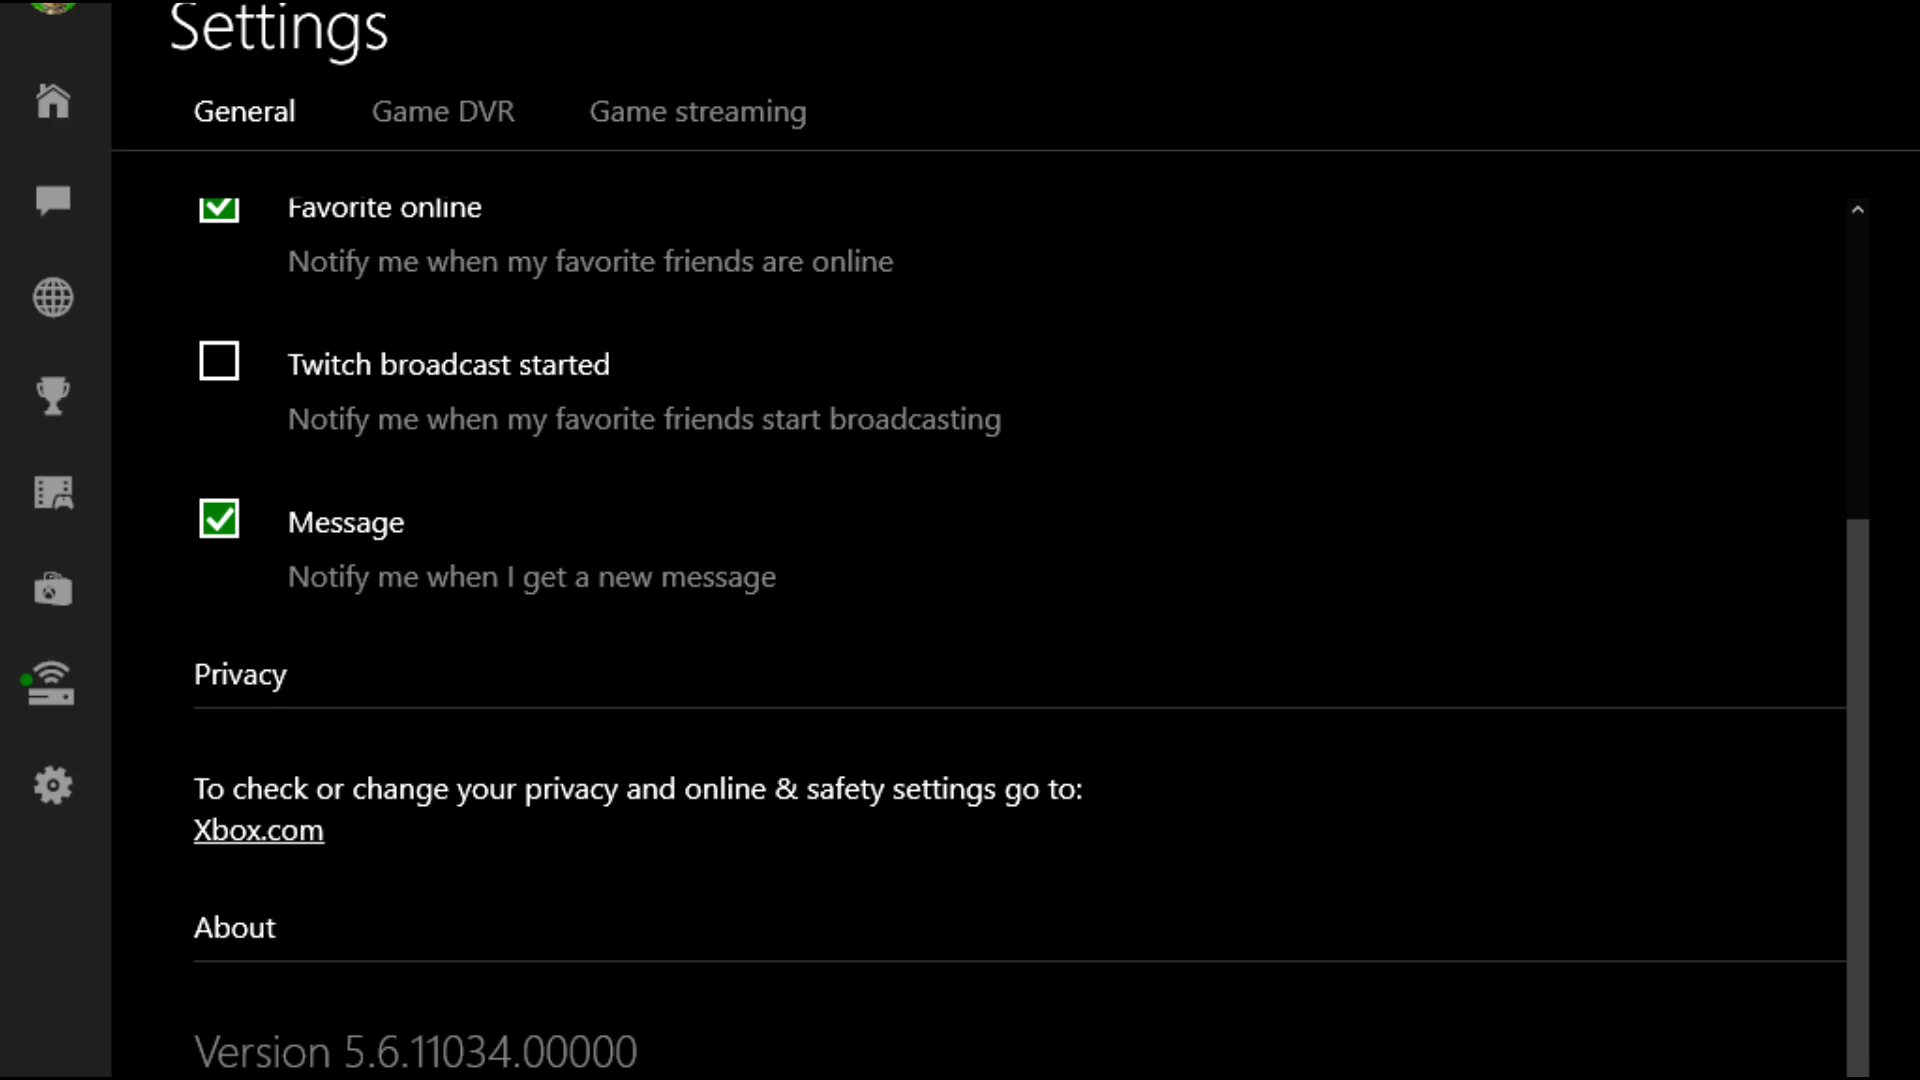 Settings
General
Game DVR
Game streaming
Favorite online
Notify me when my favorite friends are online
Twitch broadcast started
Notify me when my favorite friends start broadcasting
Message
Notify me when I get a new message
Privacy
To check or change your privacy and online & safety settings go to:
Xbox.com
About
Version 5.6.11034.00000